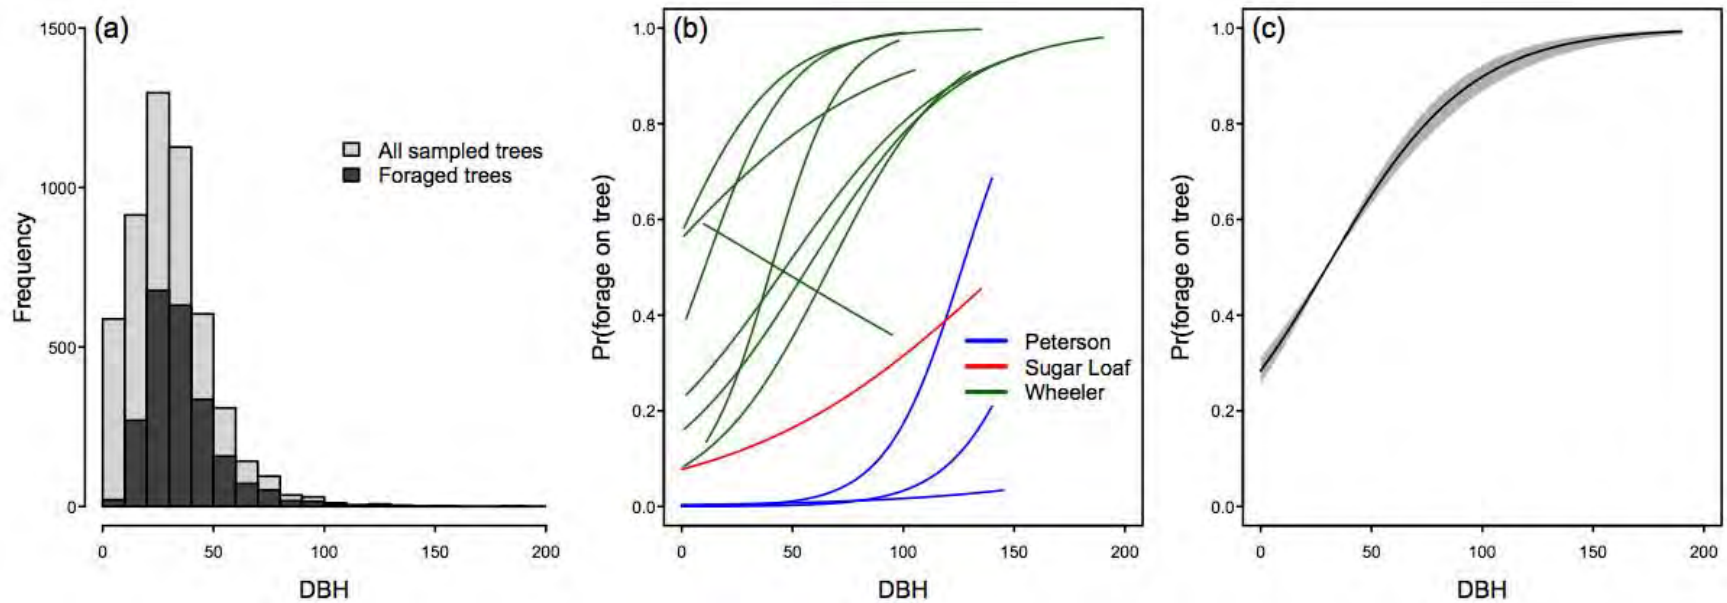 (a)
1500
1000
500
0
Frequency
All sampled trees
Foraged trees
0 50 100 150 200
DBH
(b)
1.0
0.8
0.6
0.4
0.2
0.0
Pr(forage on tree)
Peterson
Sugar Loaf
Wheeler
0 50 100 150 200
DBH
(c)
1.0
0.8
0.6
0.4
0.2
0.0
Pr(forage on tree)
0 50 100 150 200
DBH